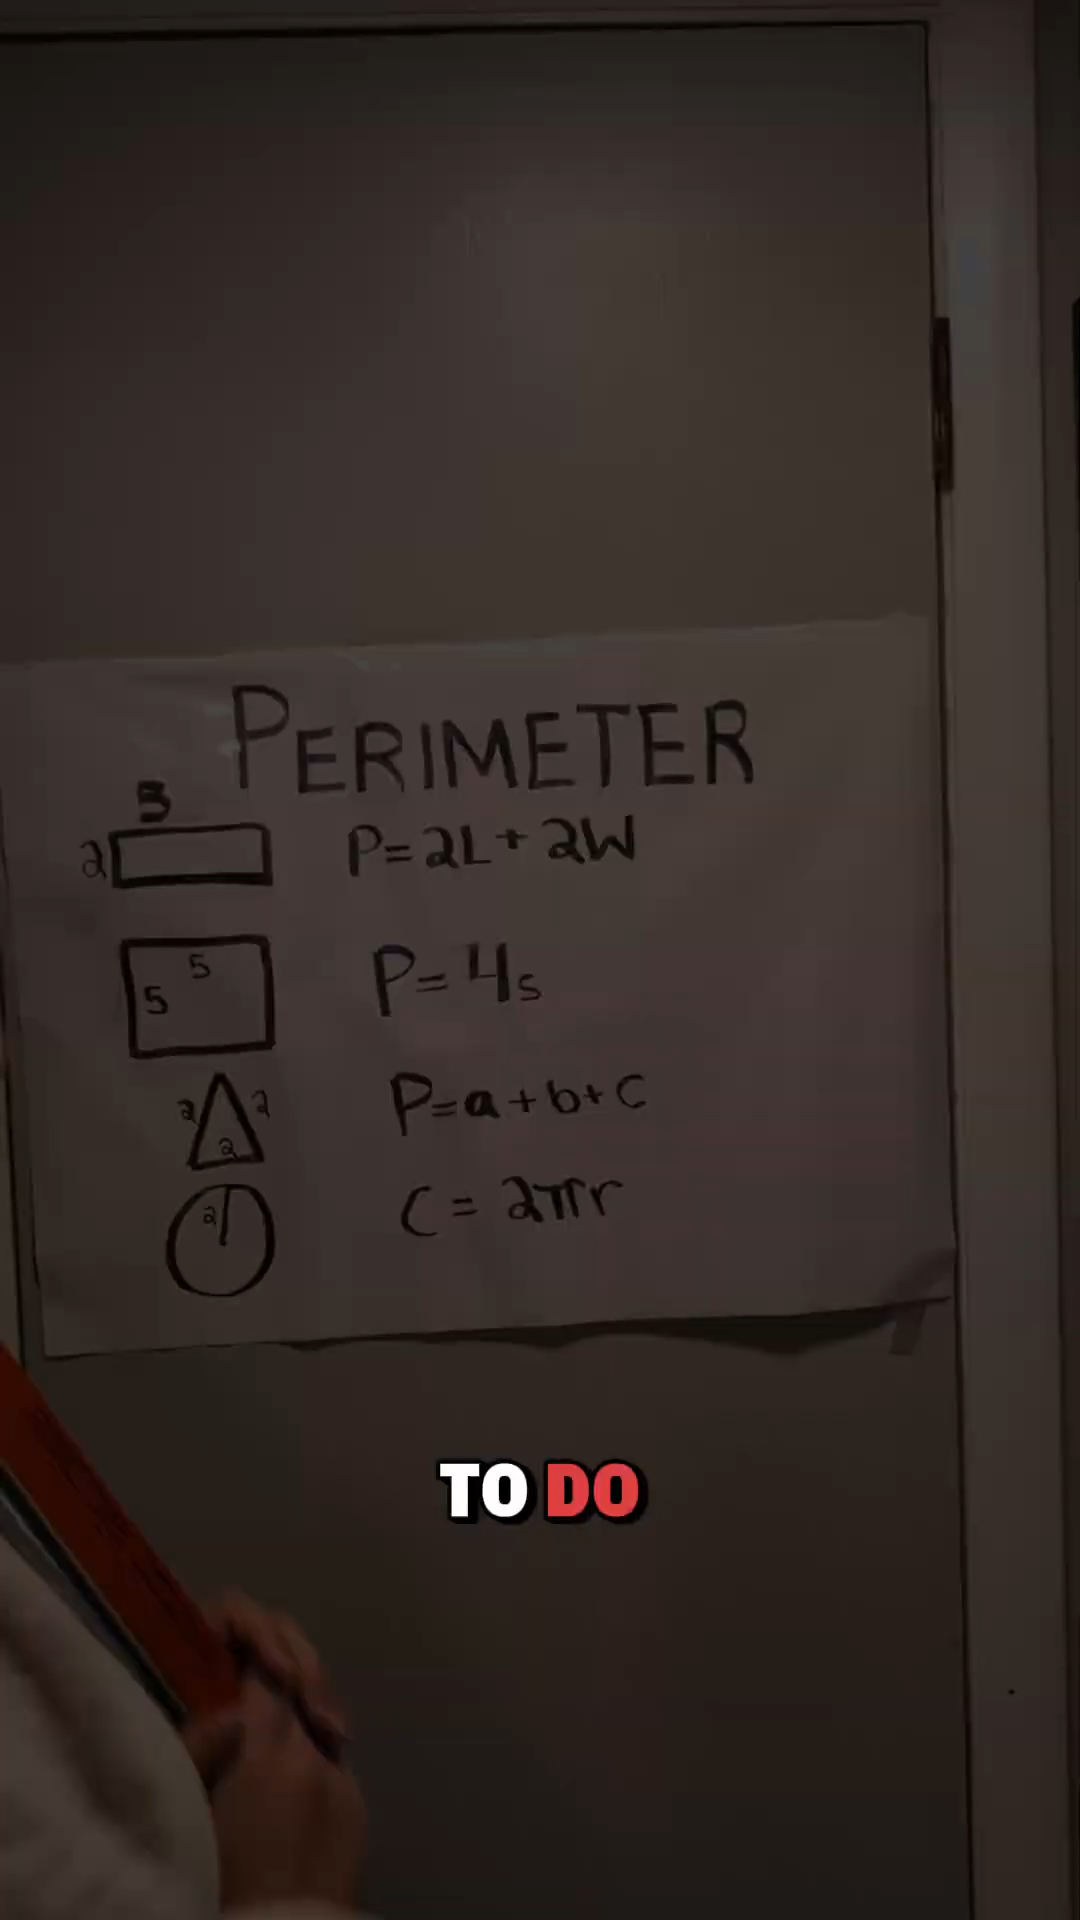 PERIMETER
3
2
P=2L+2W
5
5
P=4s
2 2
2
P=a+b+c
2
C=2πr
TO DO